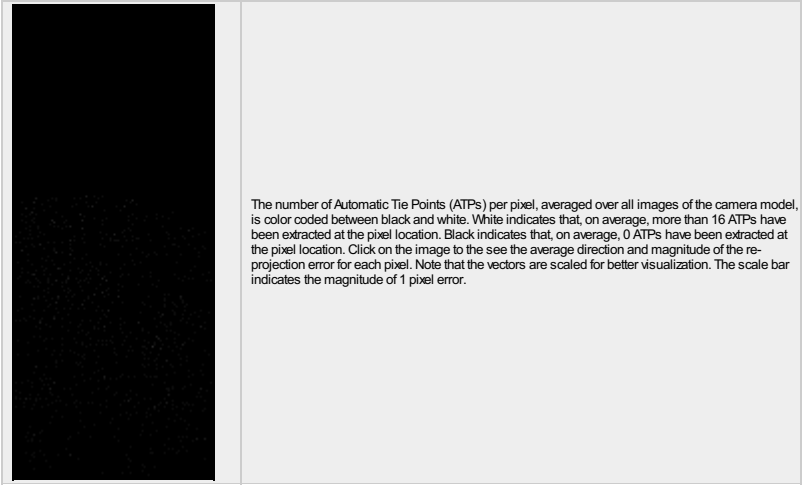 The number of Automatic Tie Points (ATPs) per pixel, averaged over all images of the camera model,
is color coded between black and white. White indicates that, on average, more than 16 ATPs have
been extracted at the pixel location. Black indicates that, on average, 0 ATPs have been extracted at
the pixel location. Click on the image to the see the average direction and magnitude of the re-
projection error for each pixel. Note that the vectors are scaled for better visualization. The scale bar
indicates the magnitude of 1 pixel error.